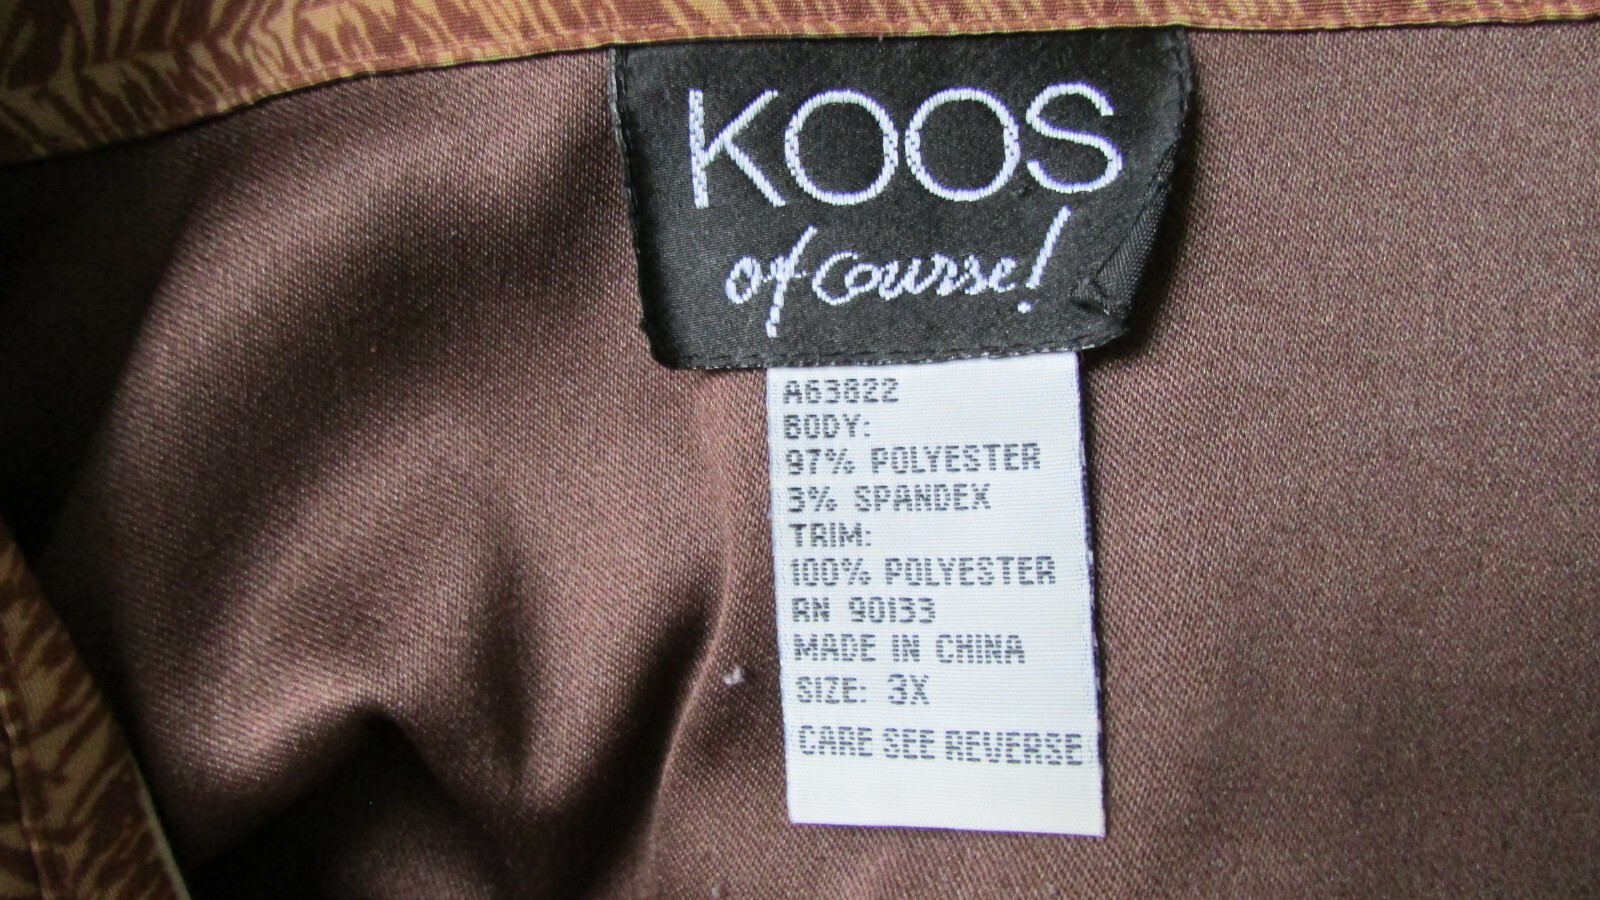 KOOS
of course!
A63822
BODY:
97% POLYESTER
3% SPANDEX
TRIM:
100% POLYESTER
RN 90133
MADE IN CHINA
SIZE: 3X
CARE SEE REVERSE